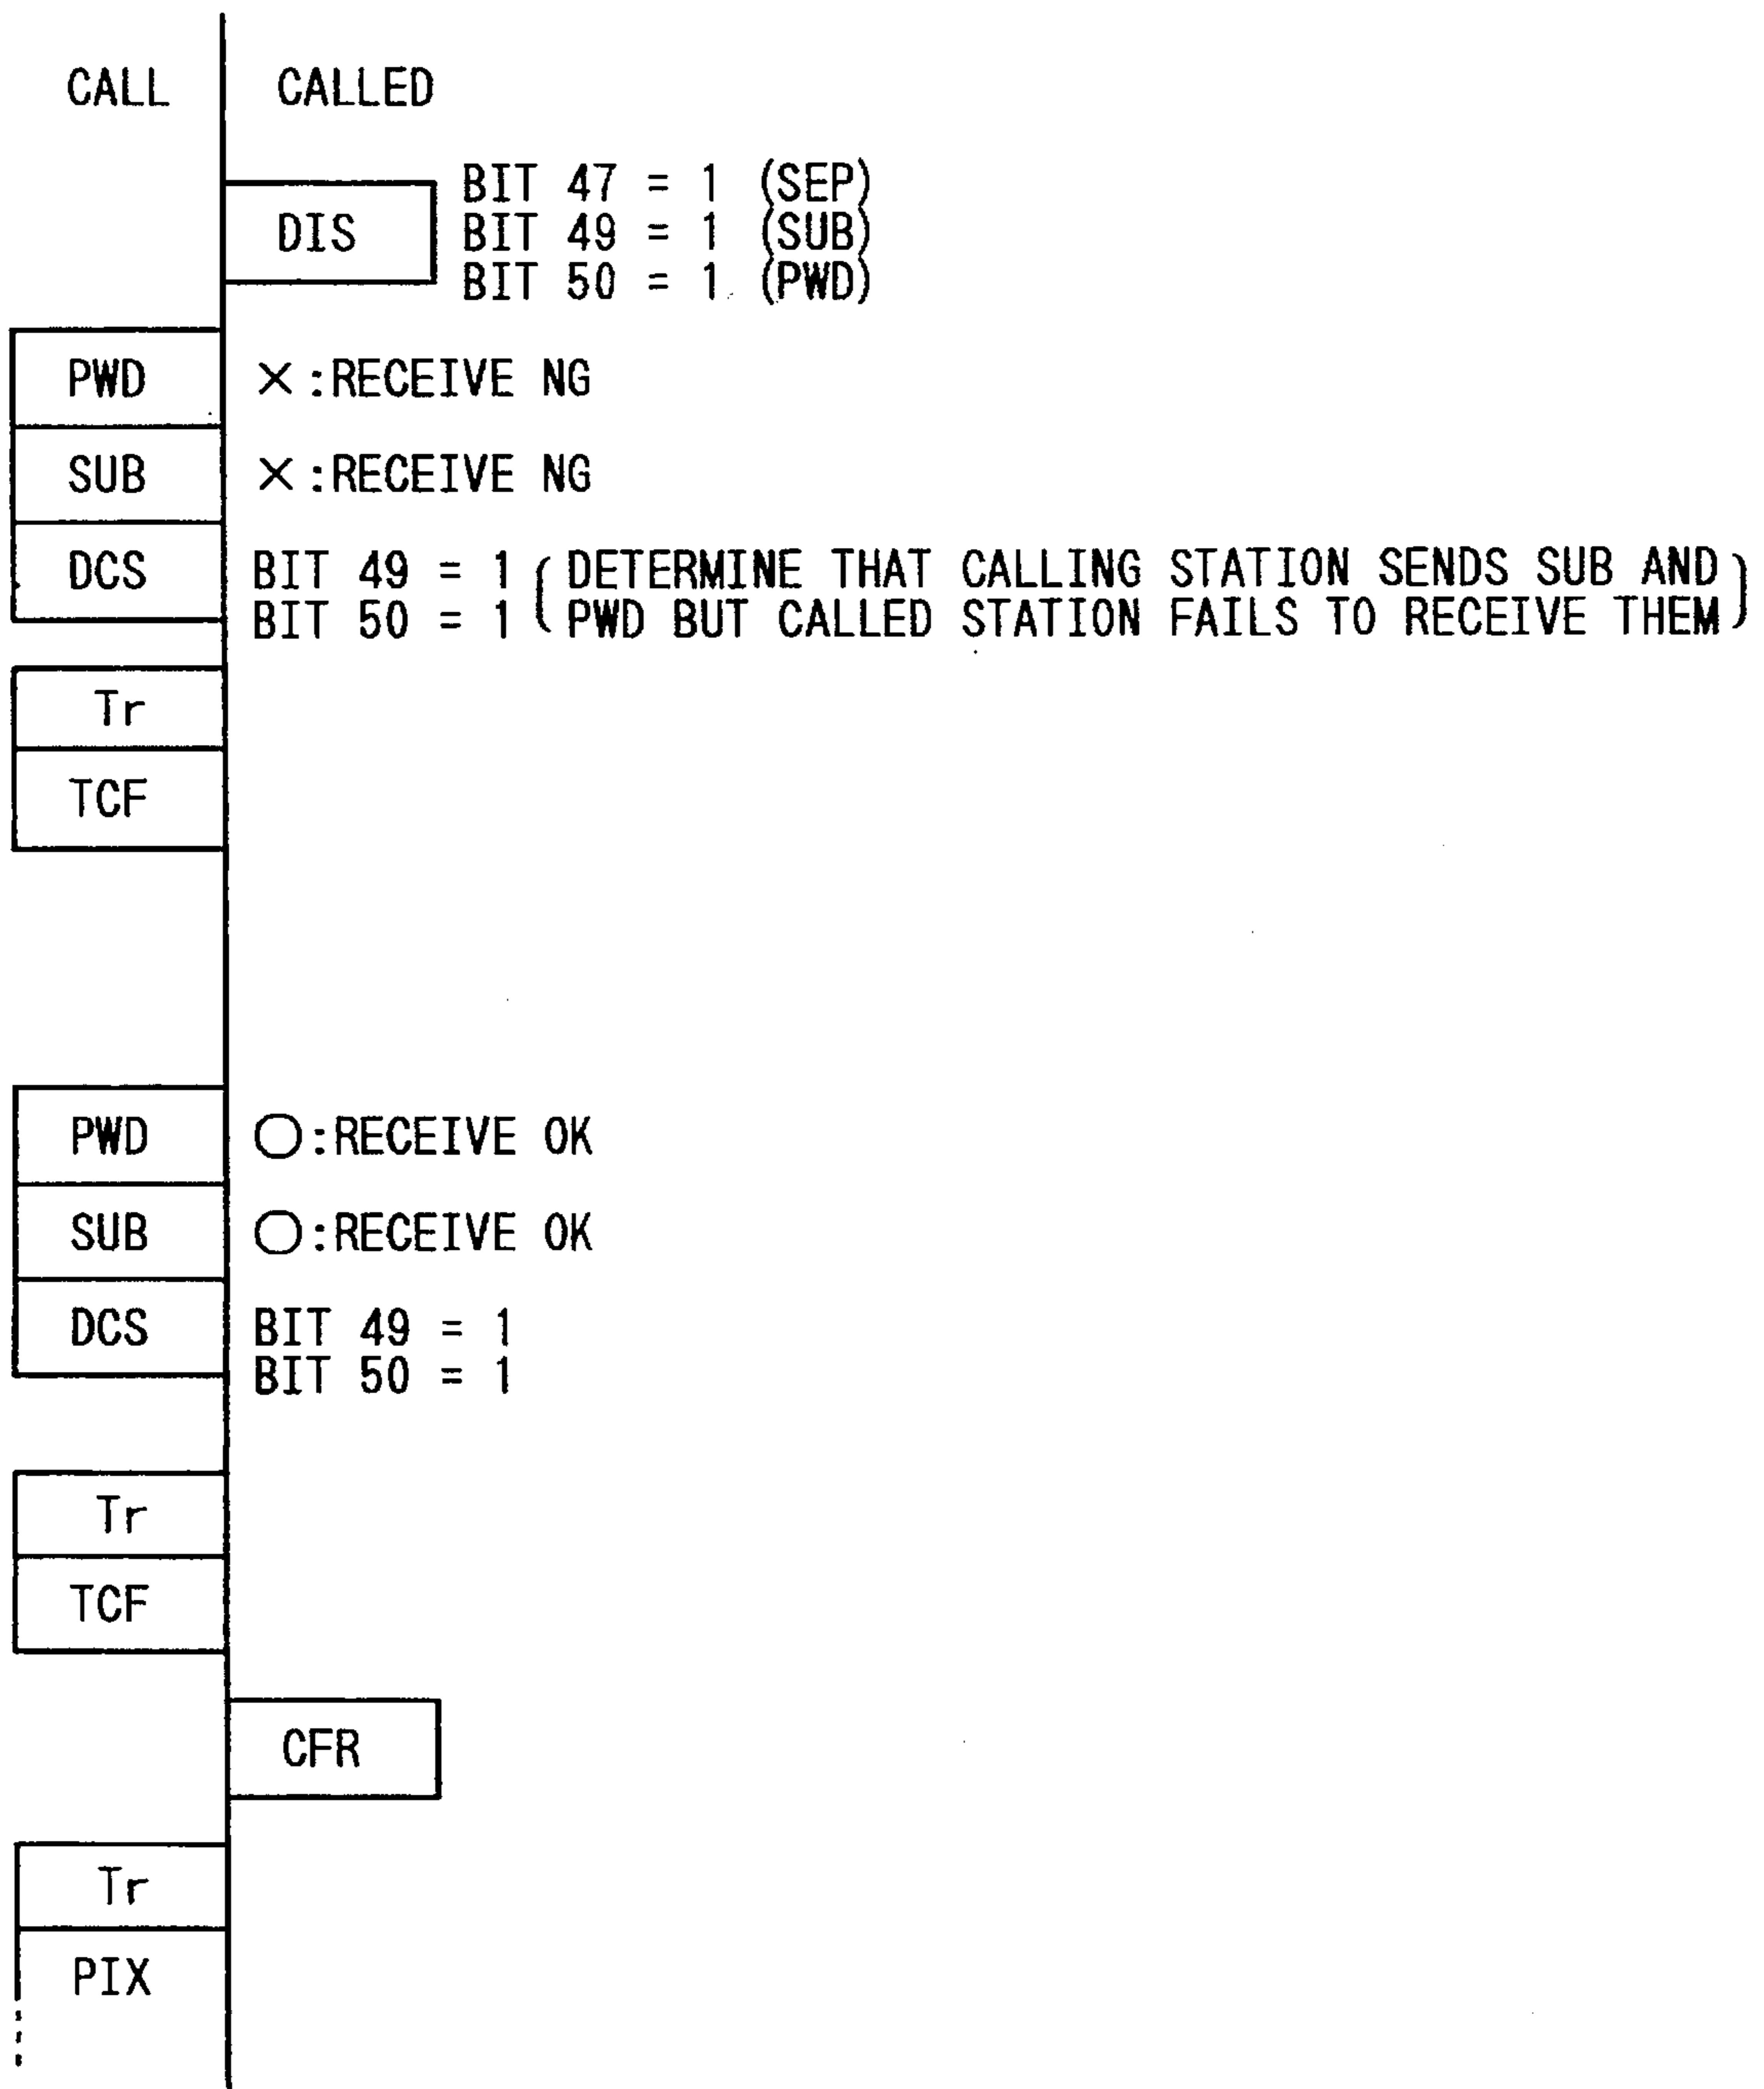 CALL CALLED
BIT 47 = 1 (SEP)
DIS BIT 49 = 1 (SUB)
BIT 50 = 1 (PWD)
PWD ×:RECEIVE NG
SUB ×:RECEIVE NG
DCS BIT 49 = 1 (DETERMINE THAT CALLING STATION SENDS SUB AND
BIT 50 = 1 PWD BUT CALLED STATION FAILS TO RECEIVE THEM)
Tr
TCF
PWD ○:RECEIVE OK
SUB ○:RECEIVE OK
DCS BIT 49 = 1
BIT 50 = 1
Tr
TCF
CFR
Tr
PIX